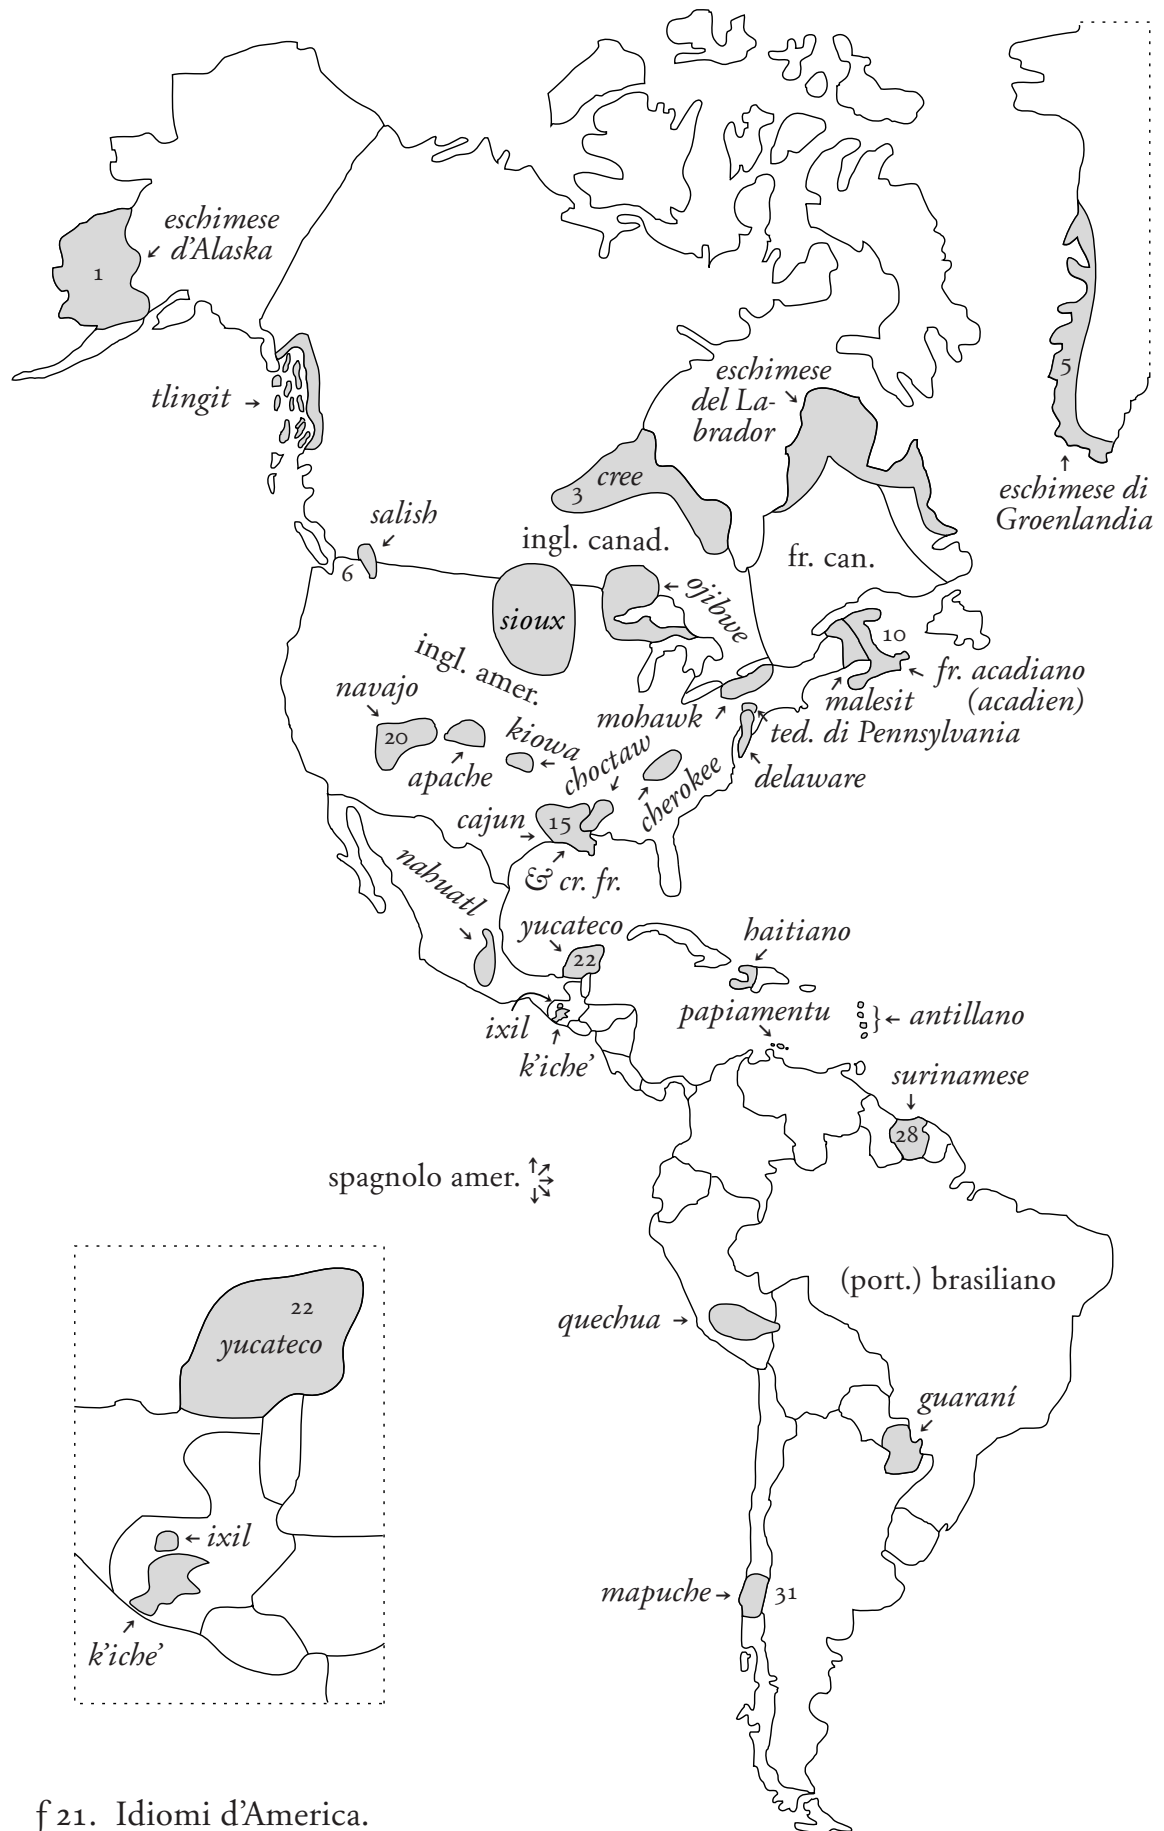 eschimese
d’Alaska
1
tlingit
5
eschimese
del La-
brador
eschimese di
Groenlandia
cree
3
salish
6
ingl. canad.
fr. can.
ojibwe
sioux
ingl. amer.
10
fr. acadiano
(acadien)
malesit
navajo
20
mohawk
ted. di Pennsylvania
kiowa
apache
choctaw
cherokee
delaware
cajun
15
& cr. fr.
nahuatl
yucateco
22
haitiano
ixil
k’iche’
papiamentu
} antillano
surinamese
28
spagnolo amer.
(port.) brasiliano
quechua
guaraní
mapuche
31
22
yucateco
ixil
k’iche’
f 21. Idiomi d’America.